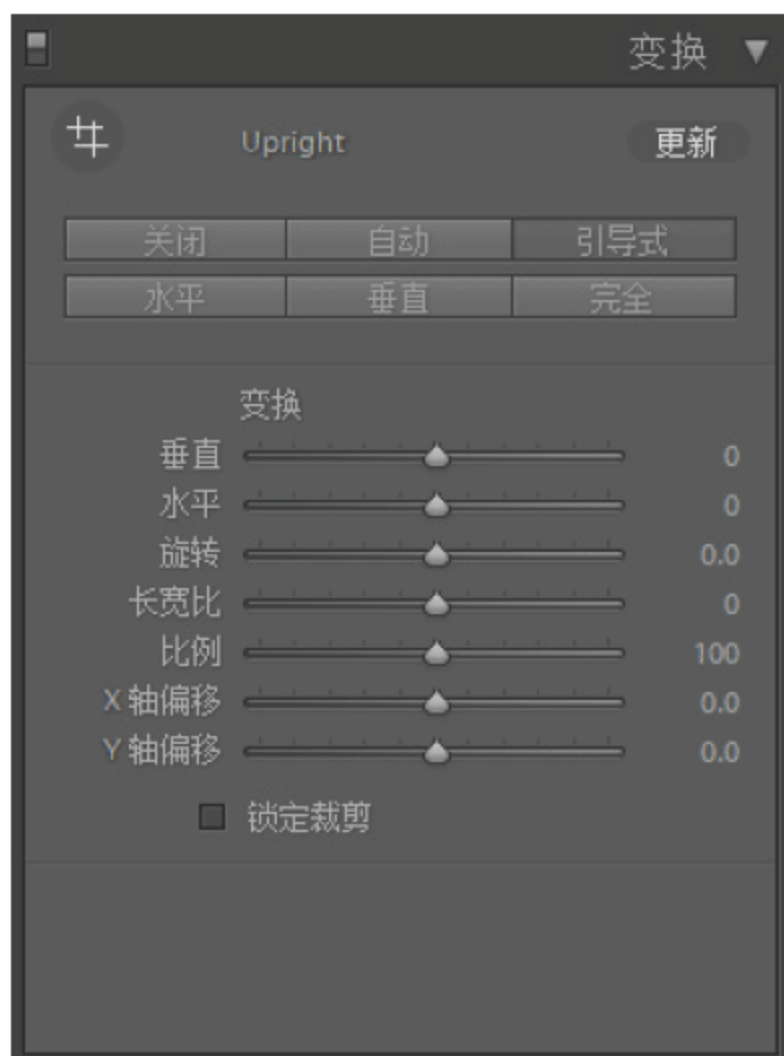 变换
Upright 更新
关闭 自动 引导式
水平 垂直 完全
变换
垂直 0
水平 0
旋转 0.0
长宽比 0
比例 100
X 轴偏移 0.0
Y 轴偏移 0.0
锁定裁剪